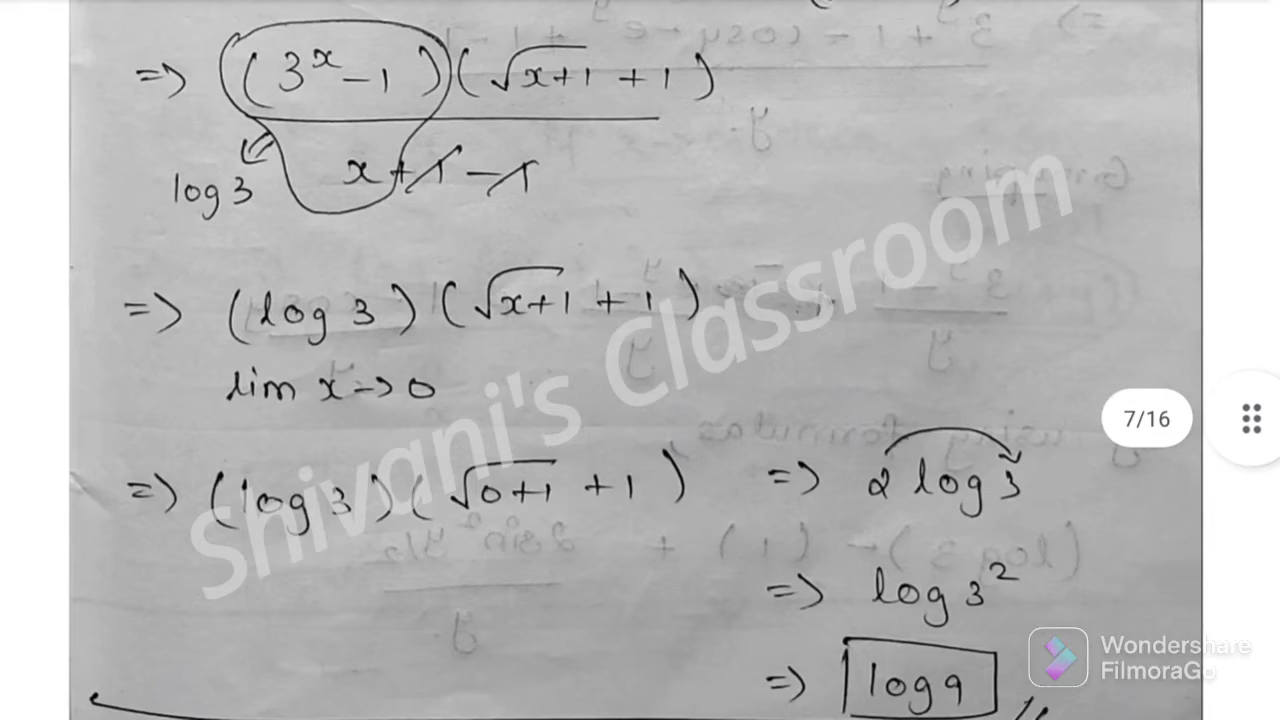 => (3^x - 1) (√x+1 + 1)
x + 1 - 1
log 3
=> (log 3) (√x+1 + 1)
lim x -> 0
=> (log 3) (√0+1 + 1)
=> 2 log 3
=> log 3²
=> log 9
Shivani's Classroom
7/16
Wondershare
FilmoraGo